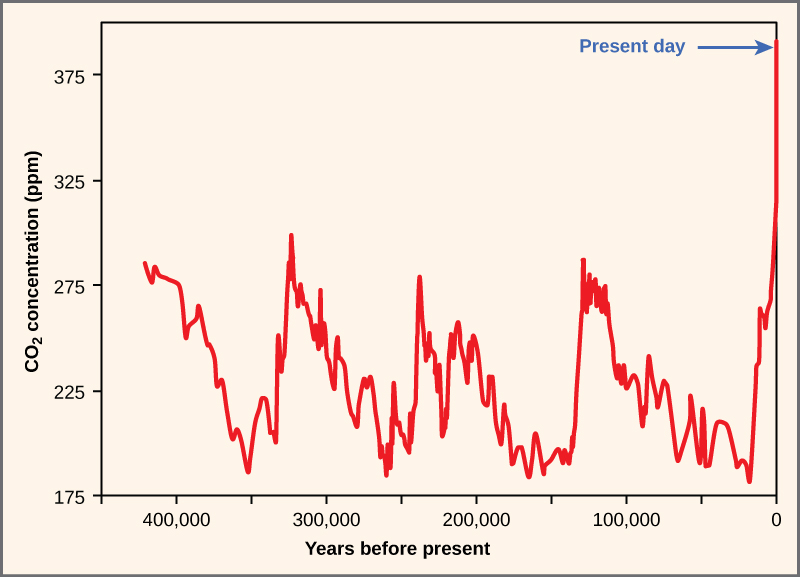 Present day
375
325
275
225
175
CO2 concentration (ppm)
400,000 300,000 200,000 100,000 0
Years before present